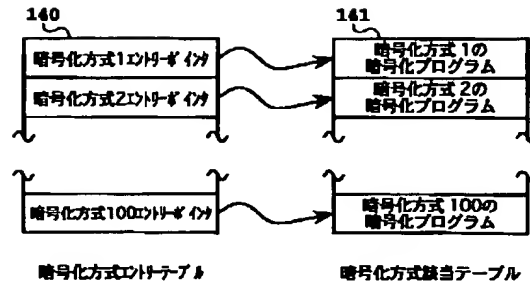 140
暗号化方式1エントリーポインタ
暗号化方式2エントリーポインタ
暗号化方式100エントリーポインタ
暗号化方式エントリーテーブル
141
暗号化方式 1の
暗号化プログラム
暗号化方式 2の
暗号化プログラム
暗号化方式 100の
暗号化プログラム
暗号化方式該当テーブル